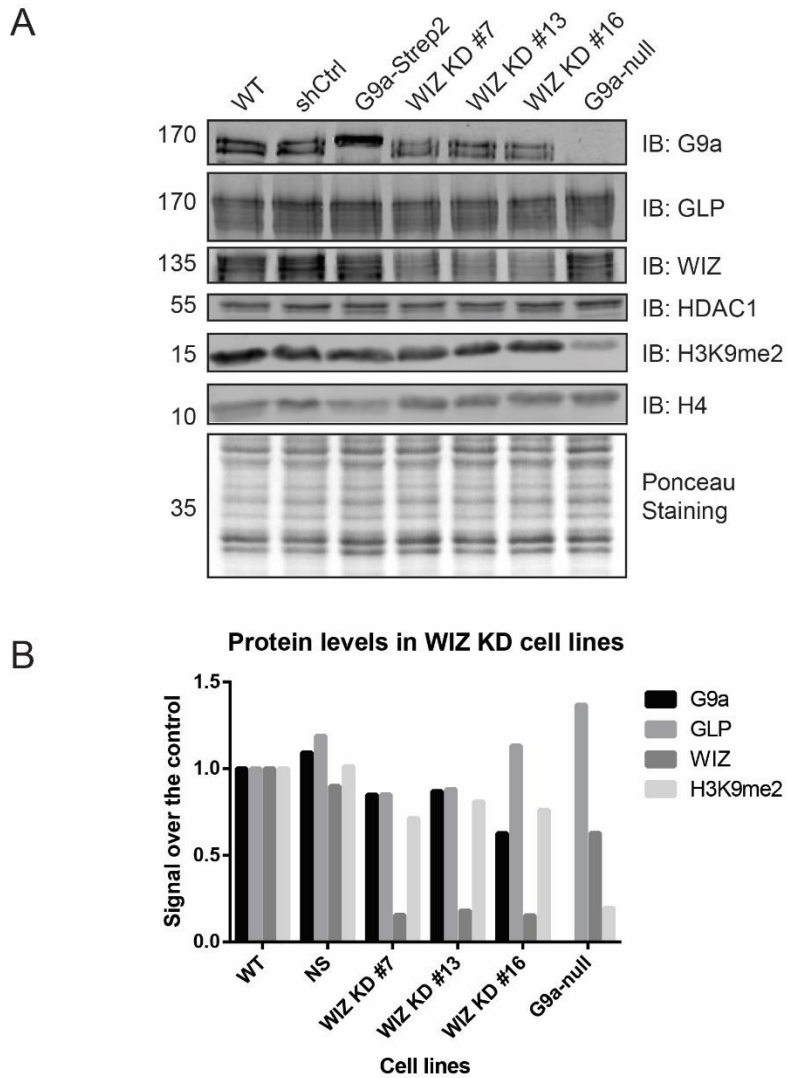 A
WT shCtrl G9a-Strep2 WIZ KD #7 WIZ KD #13 WIZ KD #16 G9a-null
170 IB: G9a
170 IB: GLP
135 IB: WIZ
55 IB: HDAC1
15 IB: H3K9me2
10 IB: H4
35 Ponceau
Staining
B
Protein levels in WIZ KD cell lines
Signal over the control
1.5
1.0
0.5
0.0
G9a
GLP
WIZ
H3K9me2
WT NS WIZ KD #7 WIZ KD #13 WIZ KD #16 G9a-null
Cell lines